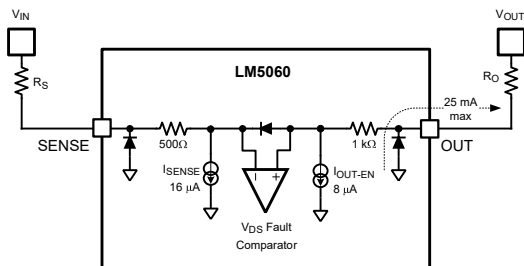 VIN
VOUT
RS
LM5060
RO
25 mA
max
SENSE
500Ω
1 kΩ
OUT
ISENSE
16 μA
− +
IOUT-EN
8 μA
VDS Fault
Comparator